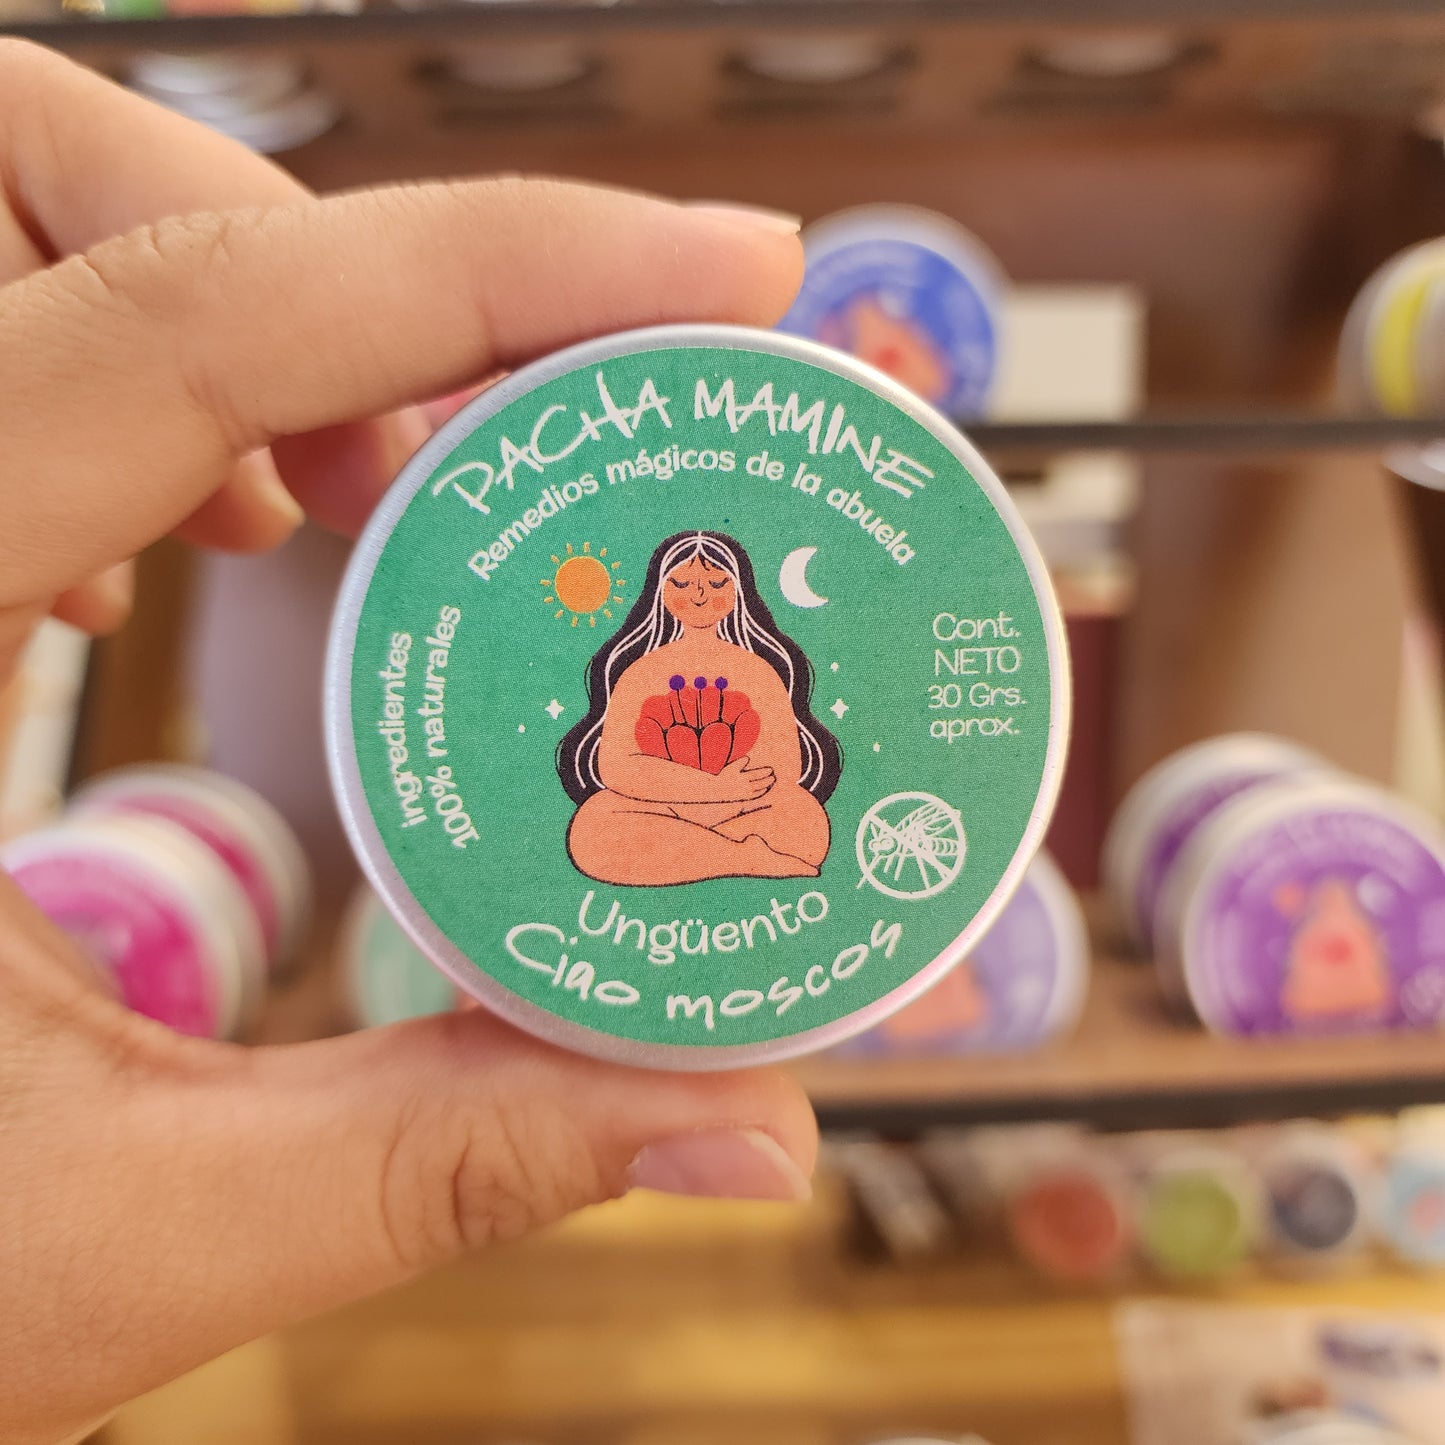 PACHA MAMINE
Remedios mágicos de la abuela
ingredientes
100% naturales
Cont.
NETO
30 Grs.
aprox.
Ungüento
Ciao moscos